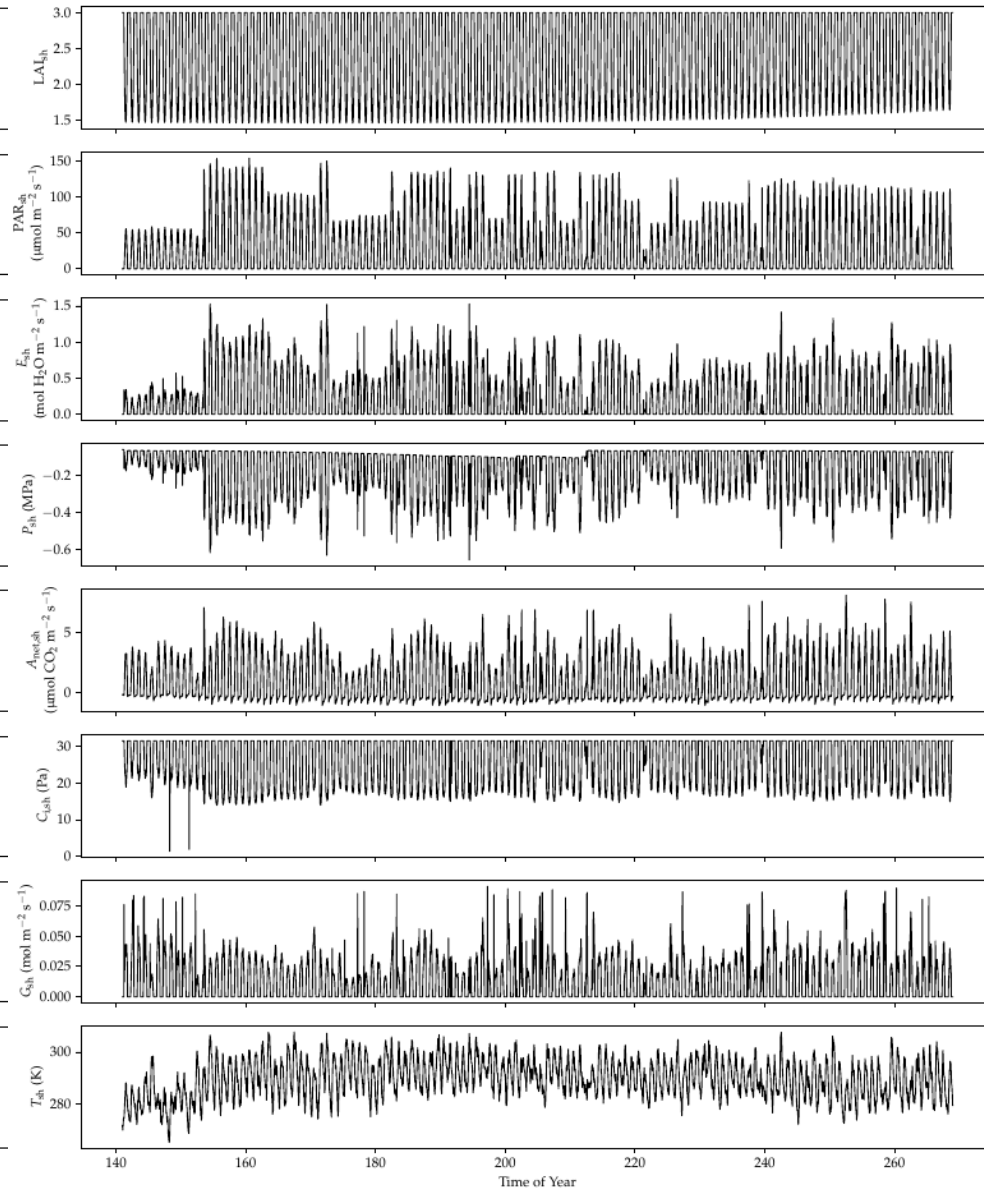 3.0
2.5
2.0
1.5
LAI_sh
150
100
50
0
PAR_sh
(μmol m⁻² s⁻¹)
1.5
1.0
0.5
0.0
E_sh
(mol H₂O m⁻² s⁻¹)
−0.2
−0.4
−0.6
P_sh (MPa)
5
0
A_net,sh
(μmol CO₂ m⁻² s⁻¹)
30
20
10
0
C_i,sh (Pa)
0.075
0.050
0.025
0.000
G_sh (mol m⁻² s⁻¹)
300
280
T_sh (K)
140 160 180 200 220 240 260
Time of Year